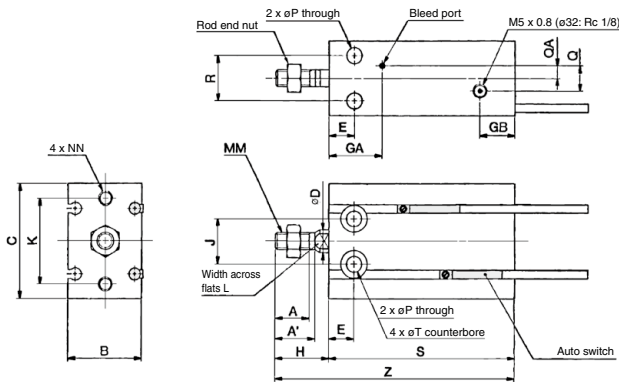 2 x øP through
Rod end nut
Bleed port
M5 x 0.8 (ø32: Rc 1/8)
QA
Q
R
E
GA
GB
4 x NN
MM
øD
C
K
J
Width across
flats L
A
A'
E
H
S
Z
B
2 x øP through
4 x øT counterbore
Auto switch